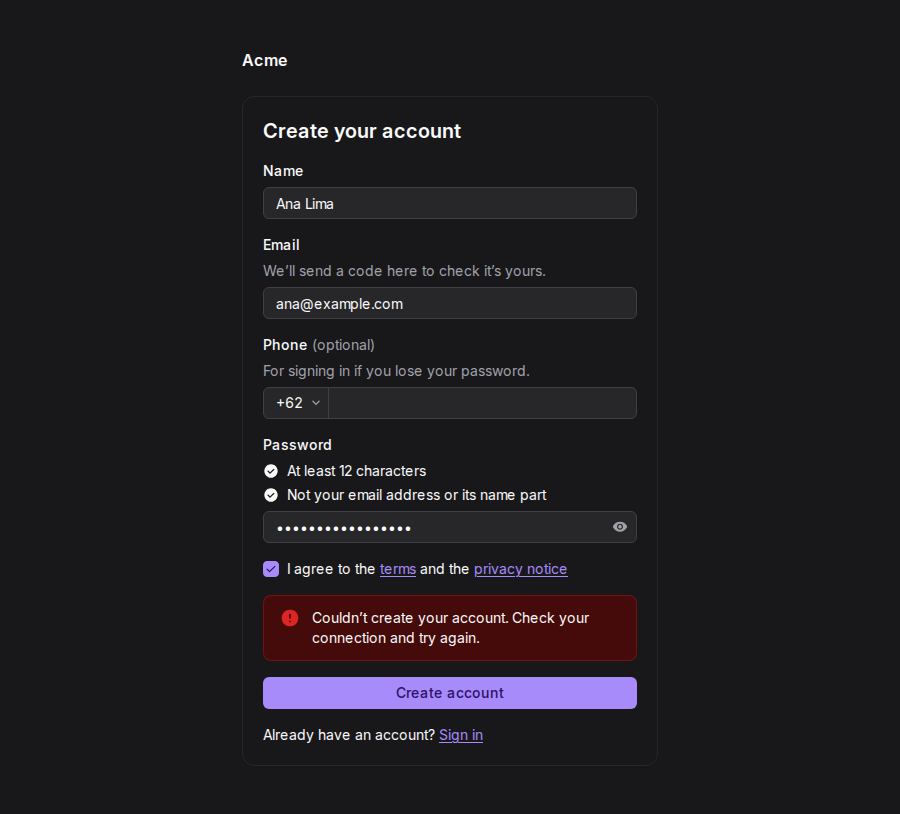 Acme
Create your account
Name
Ana Lima
Email
We’ll send a code here to check it’s yours.
ana@example.com
Phone (optional)
For signing in if you lose your password.
+62
Password
At least 12 characters
Not your email address or its name part
•••••••••••••••••
I agree to the terms and the privacy notice
Couldn’t create your account. Check your
connection and try again.
Create account
Already have an account? Sign in